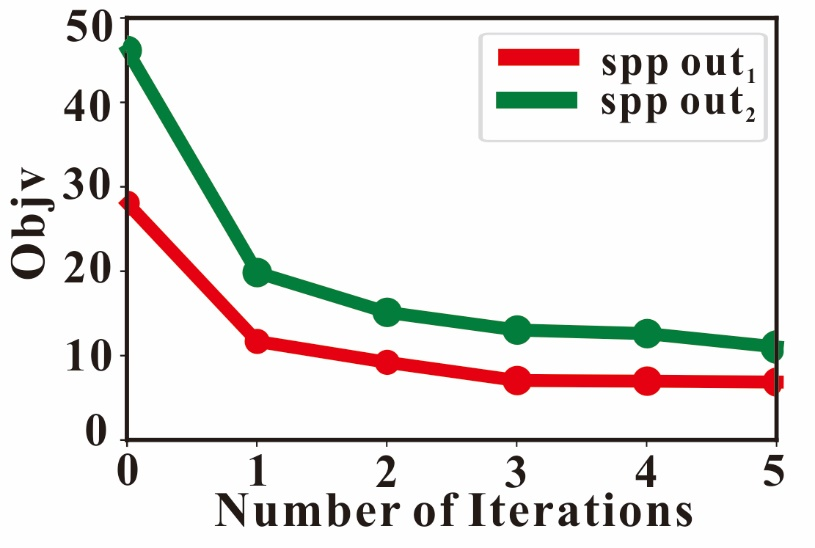 50
40
30
20
10
0
Objv
spp out₁
spp out₂
0 1 2 3 4 5
Number of Iterations